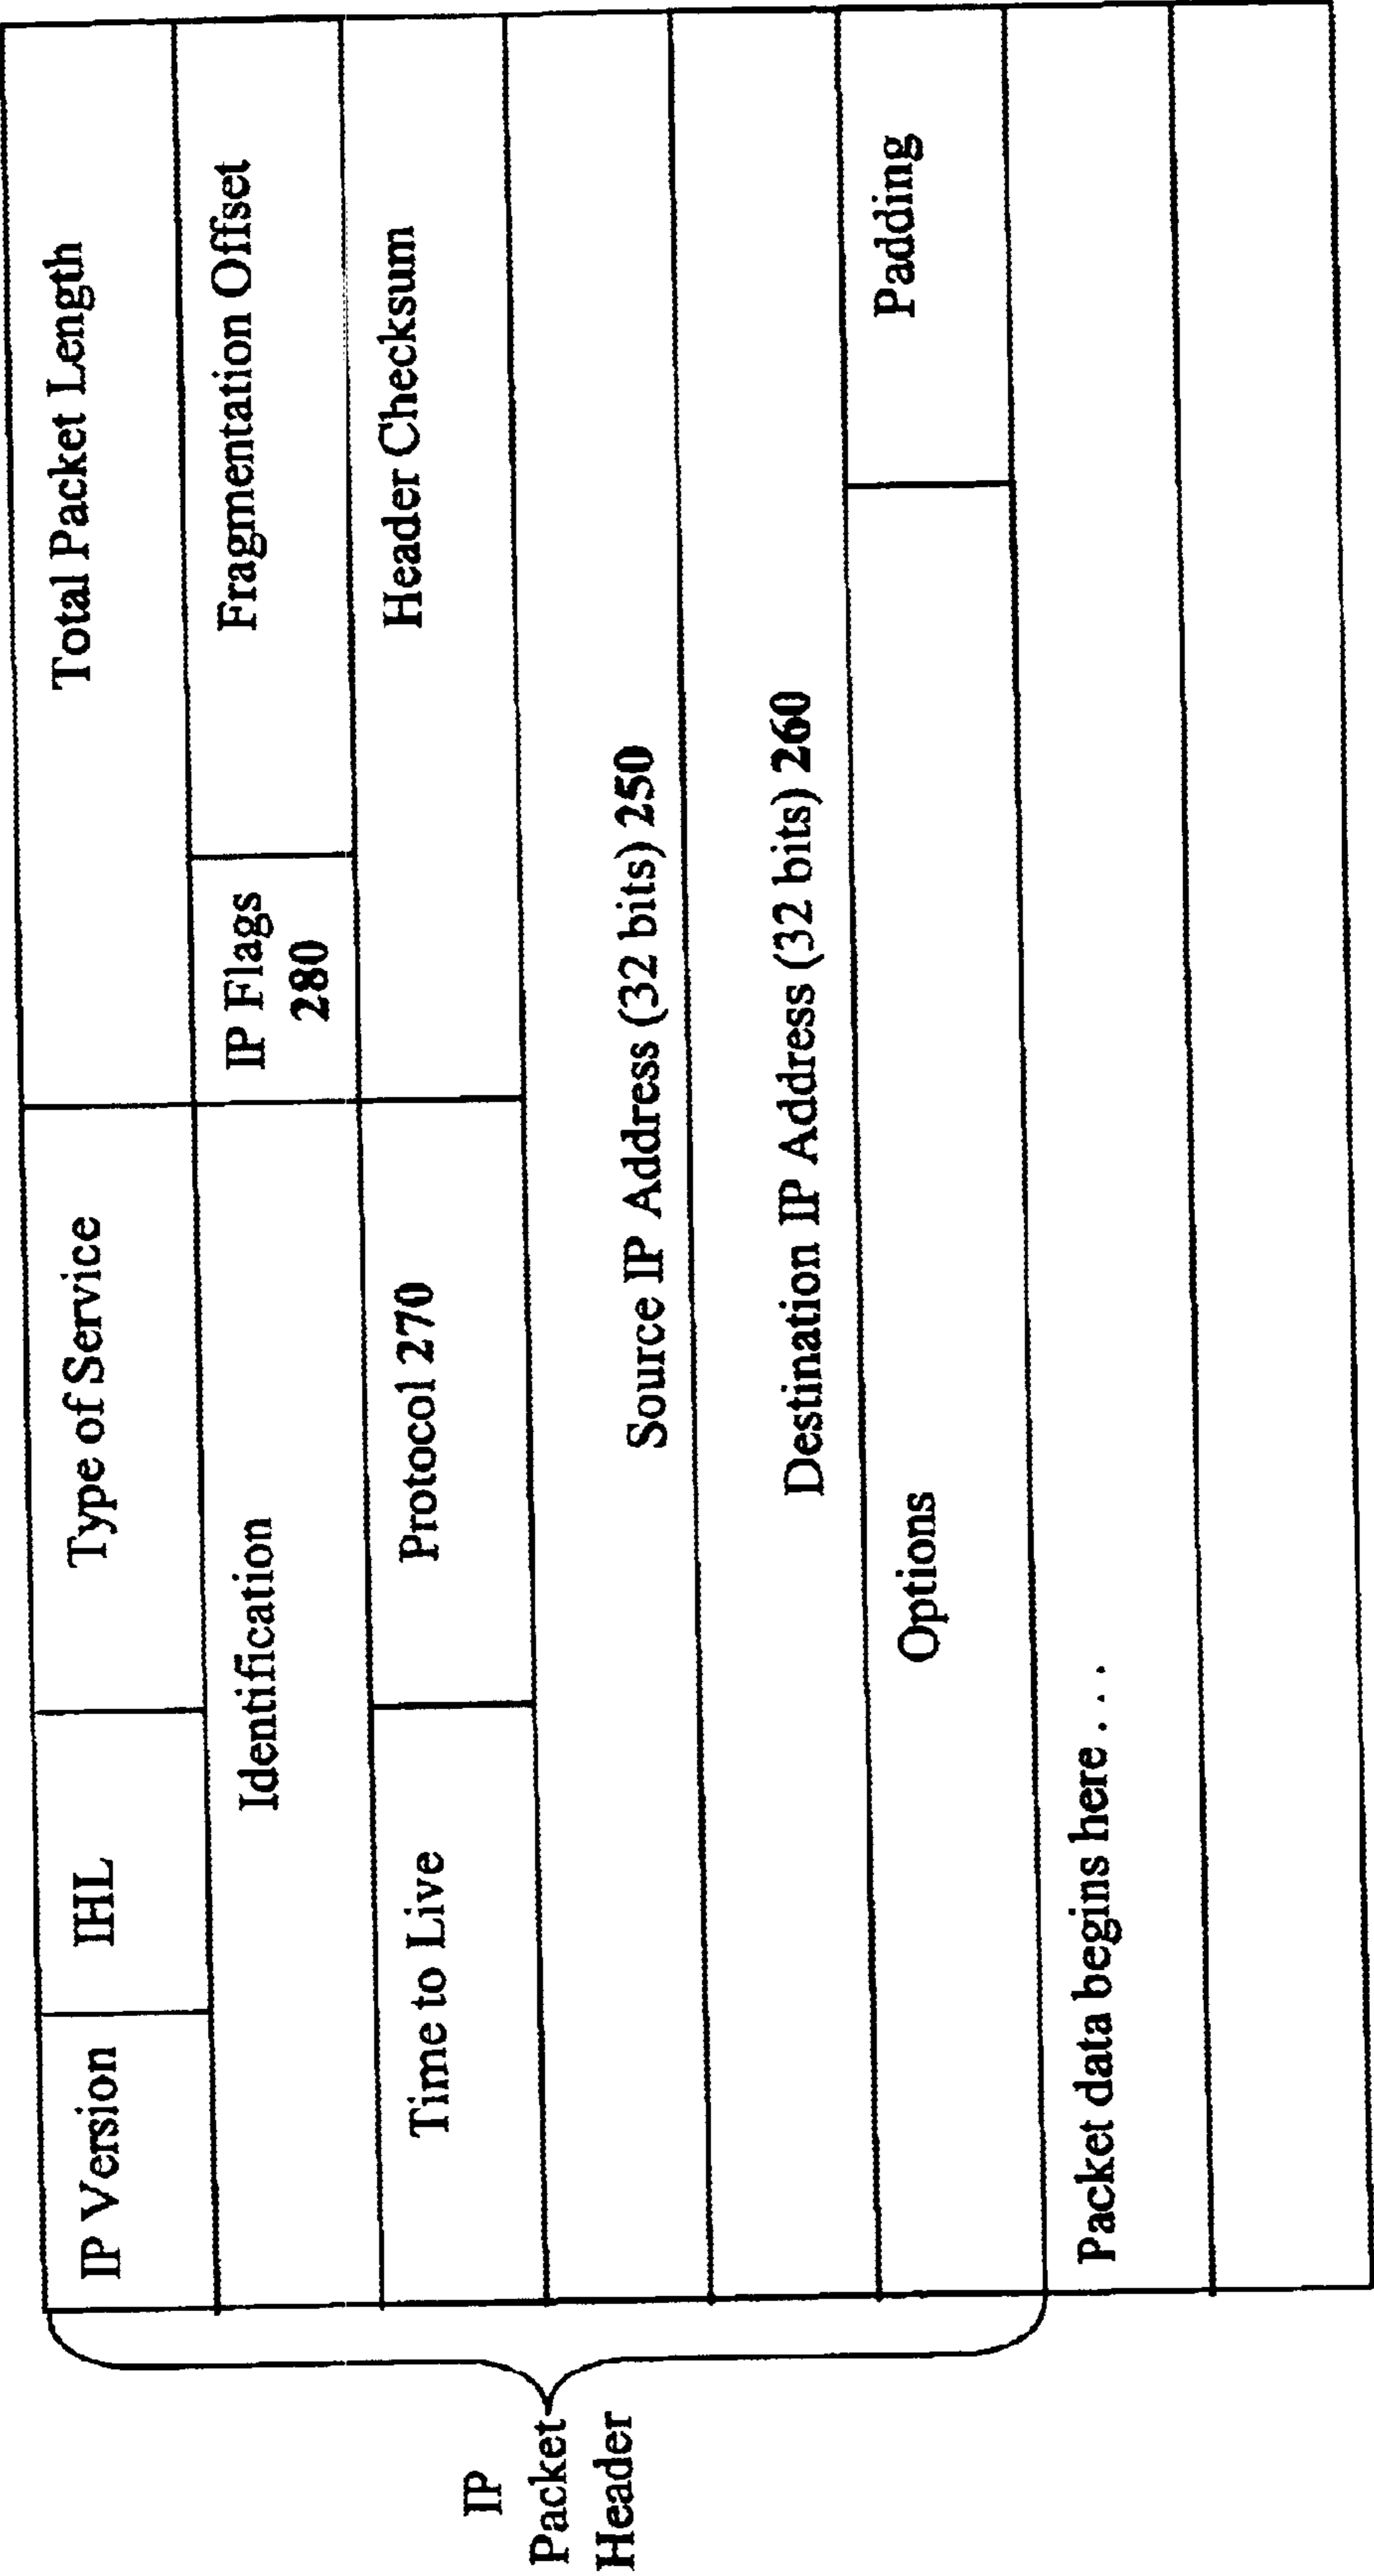 IP
Packet
Header
IP Version
IHL
Type of Service
Total Packet Length
Identification
IP Flags
280
Fragmentation Offset
Time to Live
Protocol 270
Header Checksum
Source IP Address (32 bits) 250
Destination IP Address (32 bits) 260
Options
Padding
Packet data begins here . . .